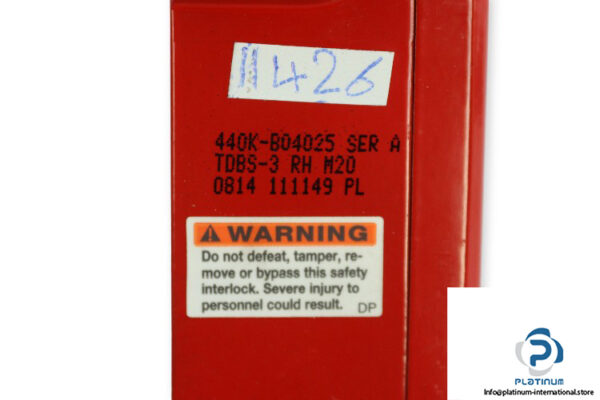 11426
440K-B04025 SER A
TDBS-3 RH M20
0814 111149 PL
WARNING
Do not defeat, tamper, re-
move or bypass this safety
interlock. Severe injury to
personnel could result. DP
PLATINUM
Info@platinum-international.store